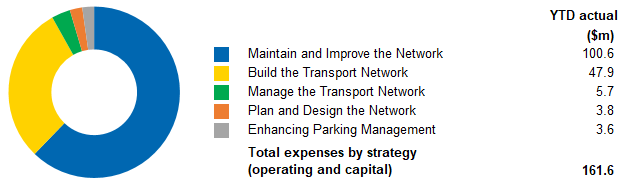 YTD actual
($m)
Maintain and Improve the Network 100.6
Build the Transport Network 47.9
Manage the Transport Network 5.7
Plan and Design the Network 3.8
Enhancing Parking Management 3.6
Total expenses by strategy
(operating and capital) 161.6